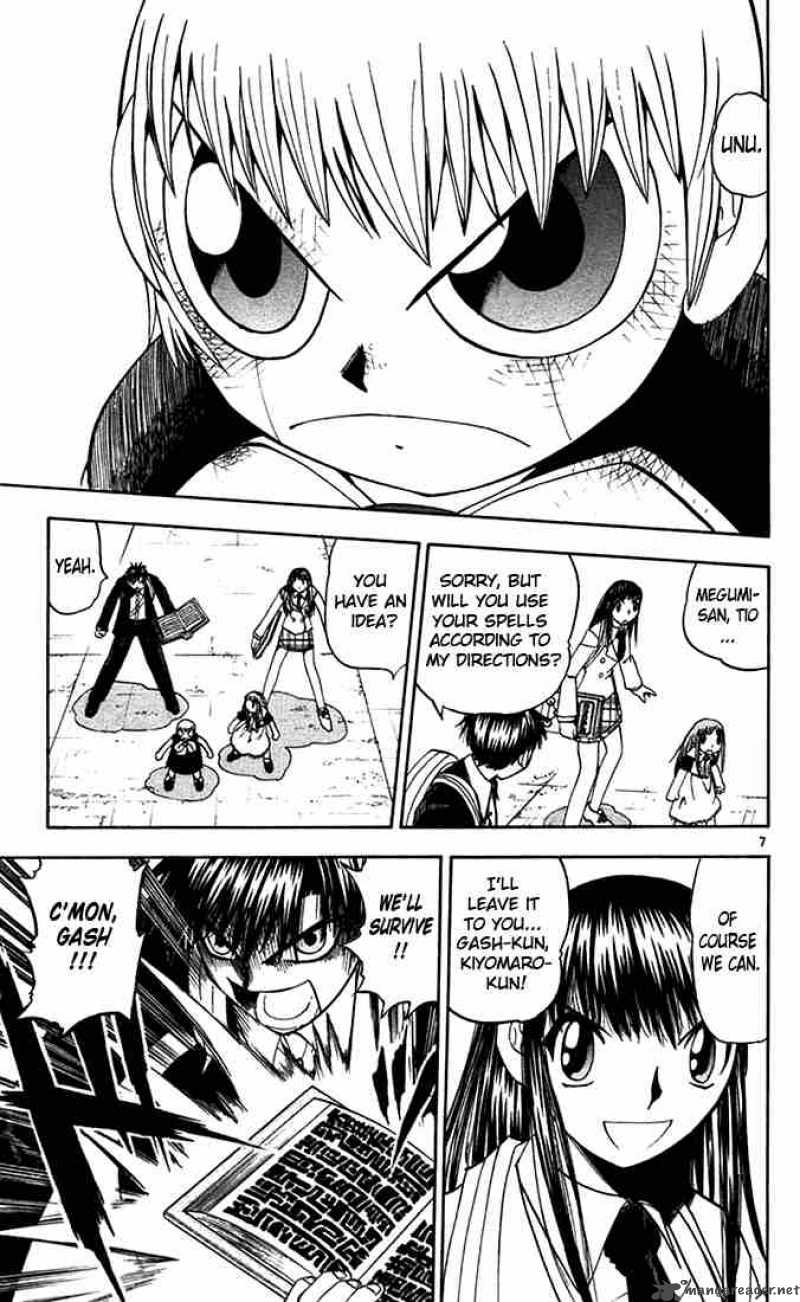 UNU.
MEGUMI-
SAN, TIO
...
SORRY, BUT
WILL YOU USE
YOUR SPELLS
ACCORDING TO
MY DIRECTIONS?
YOU
HAVE AN
IDEA?
YEAH.
7
OF
COURSE
WE CAN.
I'LL
LEAVE IT
TO YOU...
GASH-KUN,
KIYOMARO-
KUN!
WE'LL
SURVIVE
!!
C'MON,
GASH
!!!
mangareader.net